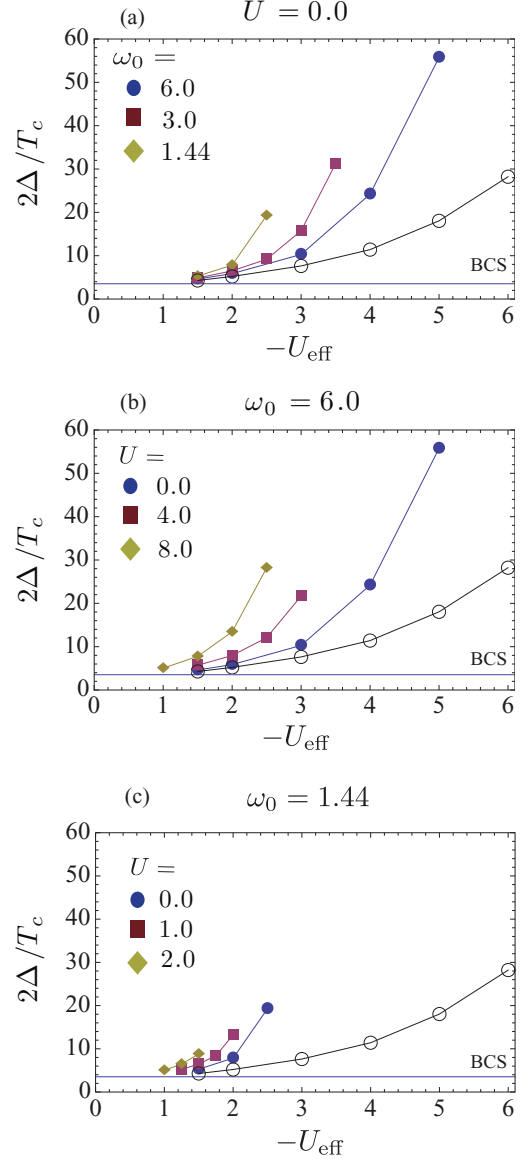 (a) U = 0.0
60
50
40
30
20
10
0
2Δ/T_c
ω₀ =
6.0
3.0
1.44
BCS
0 1 2 3 4 5 6
−U_eff
(b) ω₀ = 6.0
60
50
40
30
20
10
0
2Δ/T_c
U =
0.0
4.0
8.0
BCS
0 1 2 3 4 5 6
−U_eff
(c) ω₀ = 1.44
60
50
40
30
20
10
0
2Δ/T_c
U =
0.0
1.0
2.0
BCS
0 1 2 3 4 5 6
−U_eff